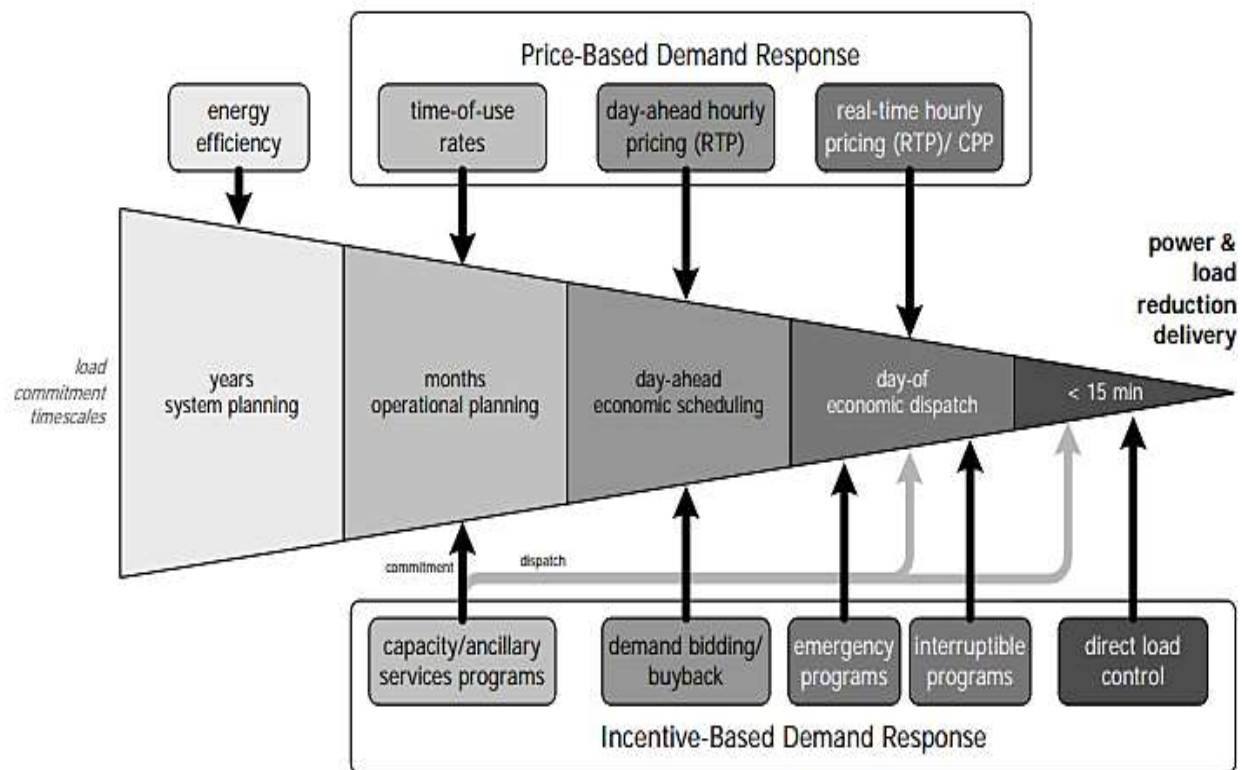 Price-Based Demand Response
energy
efficiency
time-of-use
rates
day-ahead hourly
pricing (RTP)
real-time hourly
pricing (RTP)/ CPP
power &
load
reduction
delivery
load
commitment
timescales
years
system planning
months
operational planning
day-ahead
economic scheduling
day-of
economic dispatch
< 15 min
commitment
dispatch
capacity/ancillary
services programs
demand bidding/
buyback
emergency
programs
interruptible
programs
direct load
control
Incentive-Based Demand Response